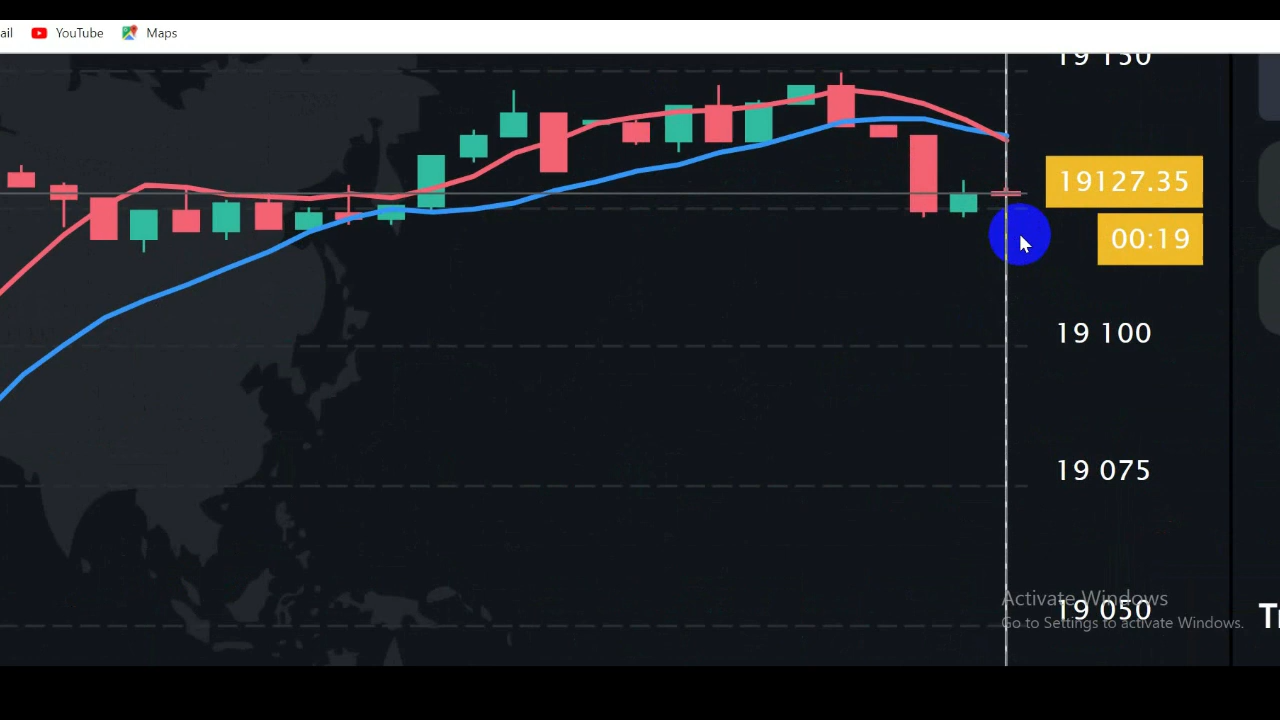 ail YouTube Maps
19 150
19127.35
00:19
19 100
19 075
19 050
Activate Windows
Go to Settings to activate Windows.